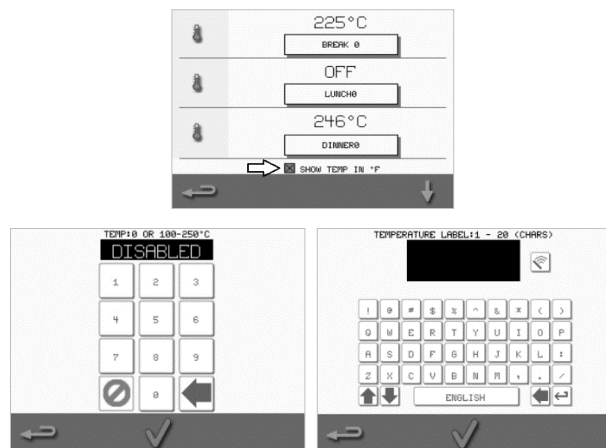 225°C
BREAK 0
OFF
LUNCH0
246°C
DINNER0
SHOW TEMP IN °F
TEMP:0 OR 100-250°C
DISABLED
1 2 3
4 5 6
7 8 9
0
TEMPERATURE LABEL:1 - 20 (CHARS)
! @ # $ % ^ & * ( )
Q W E R T Y U I O P
A S D F G H J K L :
Z X C V B N M , . /
ENGLISH